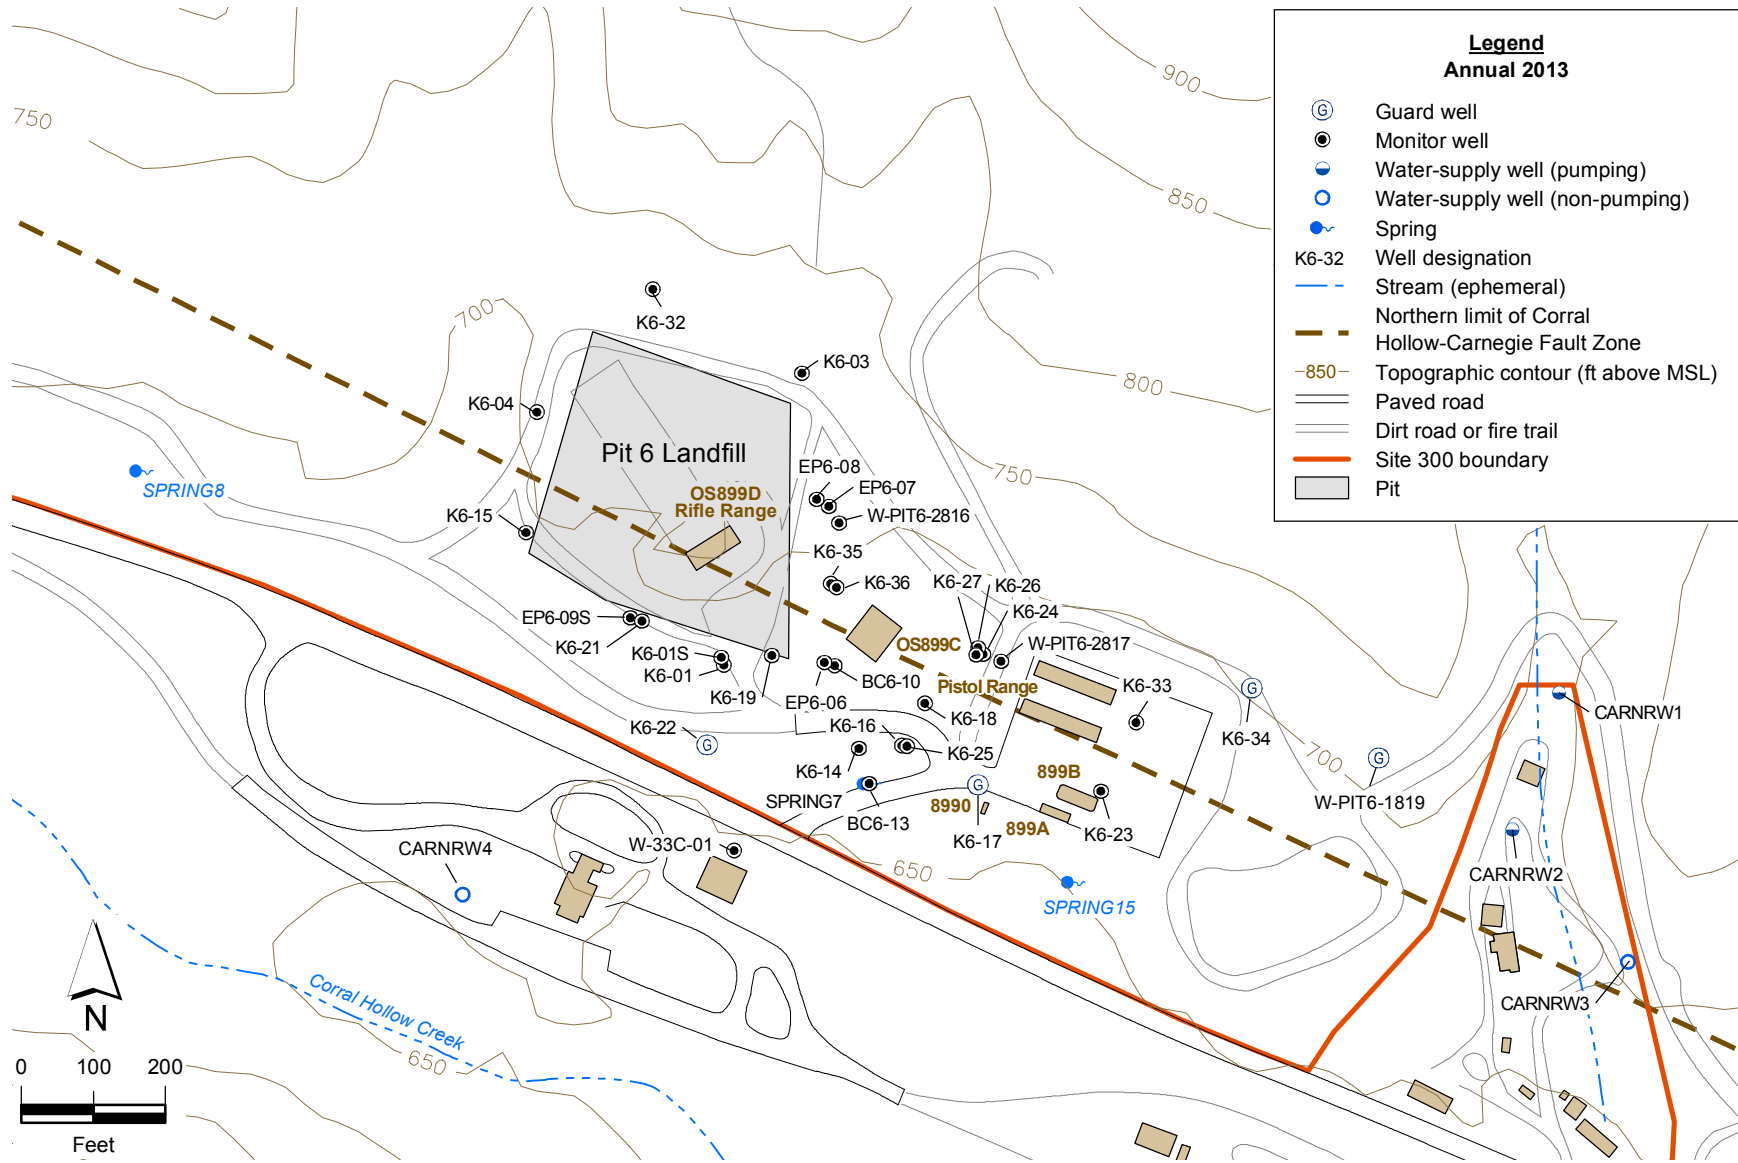 Legend
Annual 2013
Guard well
Monitor well
Water-supply well (pumping)
Water-supply well (non-pumping)
Spring
K6-32 Well designation
Stream (ephemeral)
Northern limit of Corral
Hollow-Carnegie Fault Zone
850 Topographic contour (ft above MSL)
Paved road
Dirt road or fire trail
Site 300 boundary
Pit
G
900
750
850
700
K6-32
K6-03
800
K6-04
Pit 6 Landfill
750
EP6-08
SPRING8
OS899D
Rifle Range
EP6-07
W-PIT6-2816
K6-15
K6-35
K6-36
K6-27
K6-26
K6-24
EP6-09S
K6-21
K6-01S
K6-01
K6-19
OS899C
W-PIT6-2817
BC6-10
Pistol Range
K6-33
G
EP6-06
K6-18
CARNRW1
K6-22
G
K6-16
K6-25
K6-34
G
700
K6-14
899B
SPRING7
8990
G
W-PIT6-1819
BC6-13
899A
K6-23
K6-17
CARNRW4
W-33C-01
650
CARNRW2
SPRING15
Corral Hollow Creek
CARNRW3
N
650
0 100 200
Feet